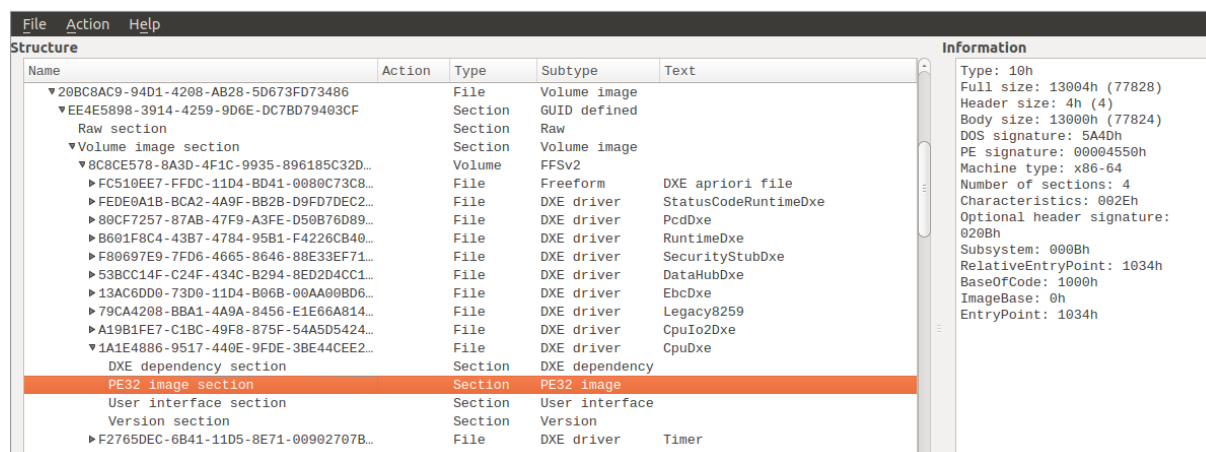 File Action Help
Structure
Name Action Type Subtype Text
20BC8AC9-94D1-4208-AB28-5D673FD73486 File Volume image
EE4E5898-3914-4259-9D6E-DC7BD79403CF Section GUID defined
Raw section Section Raw
Volume image section Section Volume image
8C8CE578-8A3D-4F1C-9935-896185C32D… Volume FFSv2
FC510EE7-FFDC-11D4-BD41-0080C73C8… File Freeform DXE apriori file
FEDE0A1B-BCA2-4A9F-BB2B-D9FD7DEC2… File DXE driver StatusCodeRuntimeDxe
80CF7257-87AB-47F9-A3FE-D50B76D89… File DXE driver PcdDxe
B601F8C4-43B7-4784-95B1-F4226CB40… File DXE driver RuntimeDxe
F80697E9-7FD6-4665-8646-88E33EF71… File DXE driver SecurityStubDxe
53BCC14F-C24F-434C-B294-8ED2D4CC1… File DXE driver DataHubDxe
13AC6DD0-73D0-11D4-B06B-00AA00BD6… File DXE driver EbcDxe
79CA4208-BBA1-4A9A-8456-E1E66A814… File DXE driver Legacy8259
A19B1FE7-C1BC-49F8-875F-54A5D5424… File DXE driver CpuIo2Dxe
1A1E4886-9517-440E-9FDE-3BE44CEE2… File DXE driver CpuDxe
DXE dependency section Section DXE dependency
PE32 image section Section PE32 image
User interface section Section User interface
Version section Section Version
F2765DEC-6B41-11D5-8E71-00902707B… File DXE driver Timer
Information
Type: 10h
Full size: 13004h (77828)
Header size: 4h (4)
Body size: 13000h (77824)
DOS signature: 5A4Dh
PE signature: 00004550h
Machine type: x86-64
Number of sections: 4
Characteristics: 002Eh
Optional header signature:
020Bh
Subsystem: 000Bh
RelativeEntryPoint: 1034h
BaseOfCode: 1000h
ImageBase: 0h
EntryPoint: 1034h